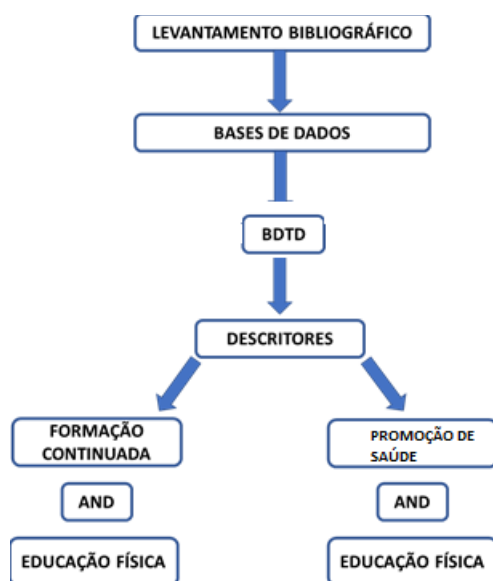 LEVANTAMENTO BIBLIOGRÁFICO
BASES DE DADOS
BDTD
DESCRITORES
FORMAÇÃO
CONTINUADA
AND
EDUCAÇÃO FÍSICA
PROMOÇÃO DE
SAÚDE
AND
EDUCAÇÃO FÍSICA